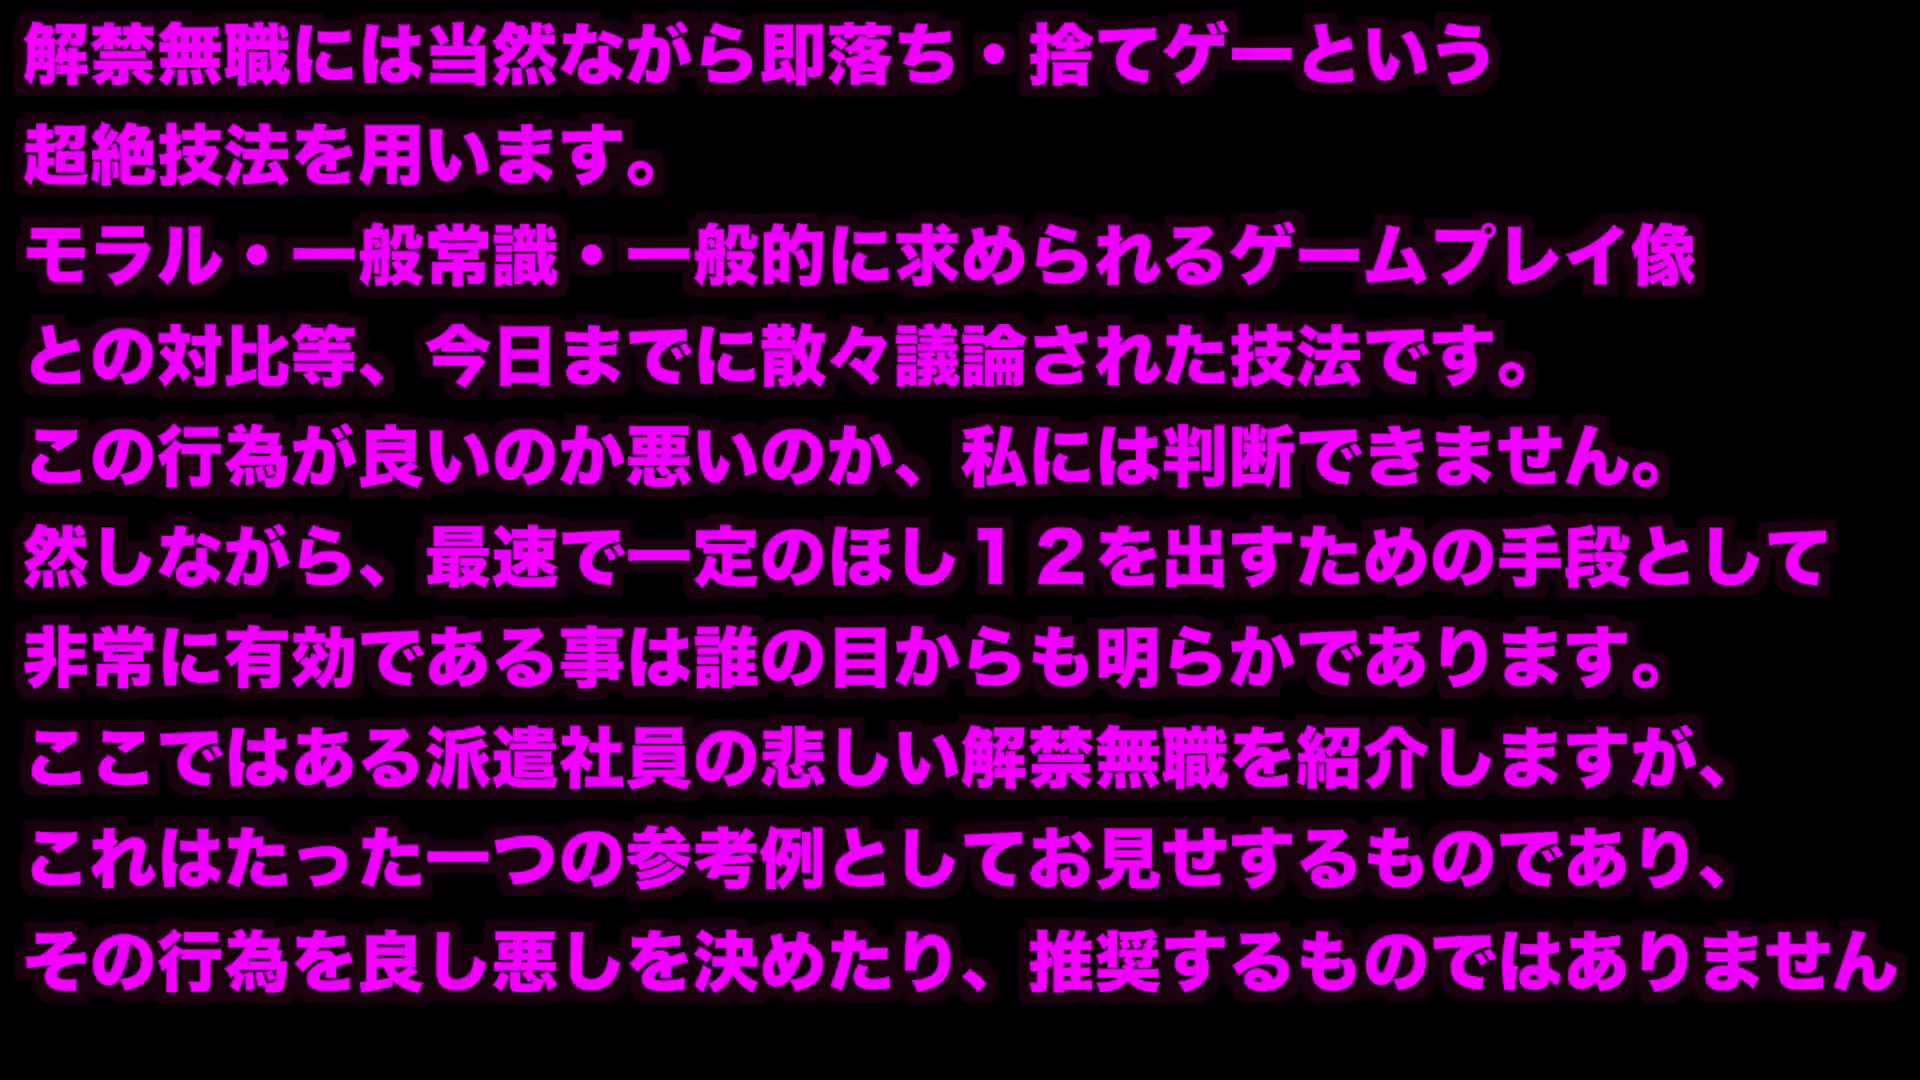 解禁無職には当然ながら即落ち・捨てゲーという
超絶技法を用います。
モラル・一般常識・一般的に求められるゲームプレイ像
との対比等、今日までに散々議論された技法です。
この行為が良いのか悪いのか、私には判断できません。
然しながら、最速で一定のほし１２を出すための手段として
非常に有効である事は誰の目からも明らかであります。
ここではある派遣社員の悲しい解禁無職を紹介しますが、
これはたった一つの参考例としてお見せするものであり、
その行為を良し悪しを決めたり、推奨するものではありません